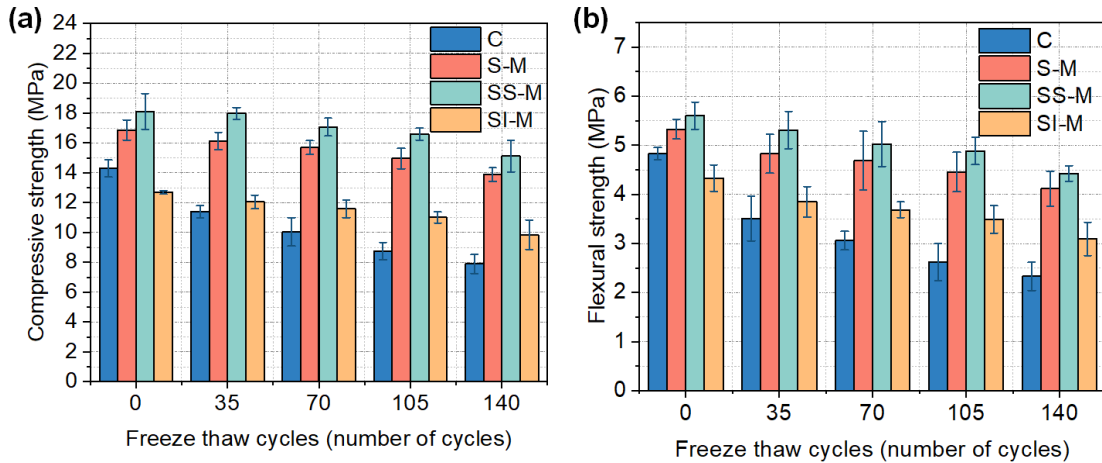 (a)
Compressive strength (MPa)
24
22
20
18
16
14
12
10
8
6
4
2
0
C
S-M
SS-M
SI-M
0 35 70 105 140
Freeze thaw cycles (number of cycles)
(b)
Flexural strength (MPa)
7
6
5
4
3
2
1
0
C
S-M
SS-M
SI-M
0 35 70 105 140
Freeze thaw cycles (number of cycles)